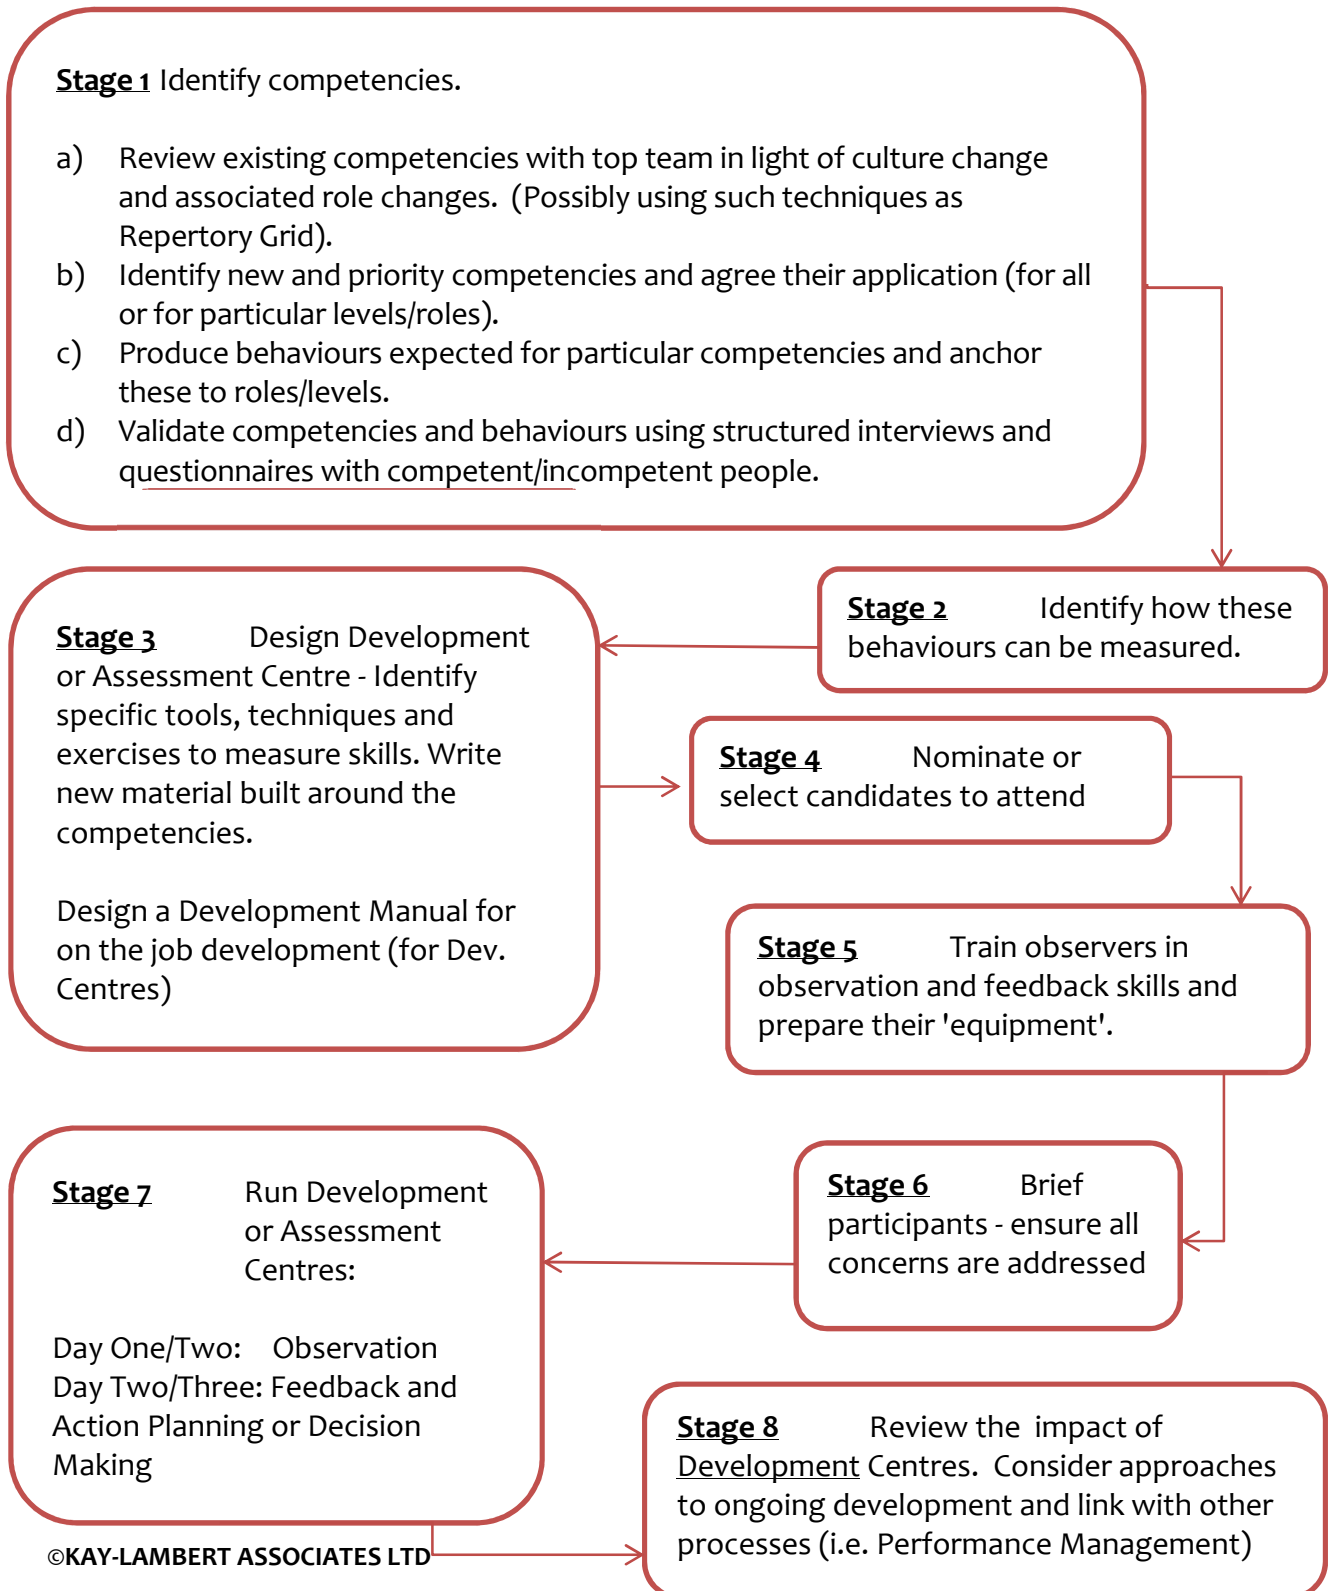 Stage 1 Identify competencies.
a) Review existing competencies with top team in light of culture change
and associated role changes. (Possibly using such techniques as
Repertory Grid).
b) Identify new and priority competencies and agree their application (for all
or for particular levels/roles).
c) Produce behaviours expected for particular competencies and anchor
these to roles/levels.
d) Validate competencies and behaviours using structured interviews and
questionnaires with competent/incompetent people.
Stage 2 Identify how these
behaviours can be measured.
Stage 3 Design Development
or Assessment Centre - Identify
specific tools, techniques and
exercises to measure skills. Write
new material built around the
competencies.
Design a Development Manual for
on the job development (for Dev.
Centres)
Stage 4 Nominate or
select candidates to attend
Stage 5 Train observers in
observation and feedback skills and
prepare their 'equipment'.
Stage 6 Brief
participants - ensure all
concerns are addressed
Stage 7 Run Development
or Assessment
Centres:
Day One/Two: Observation
Day Two/Three: Feedback and
Action Planning or Decision
Making
Stage 8 Review the impact of
Development Centres. Consider approaches
to ongoing development and link with other
processes (i.e. Performance Management)
©KAY-LAMBERT ASSOCIATES LTD